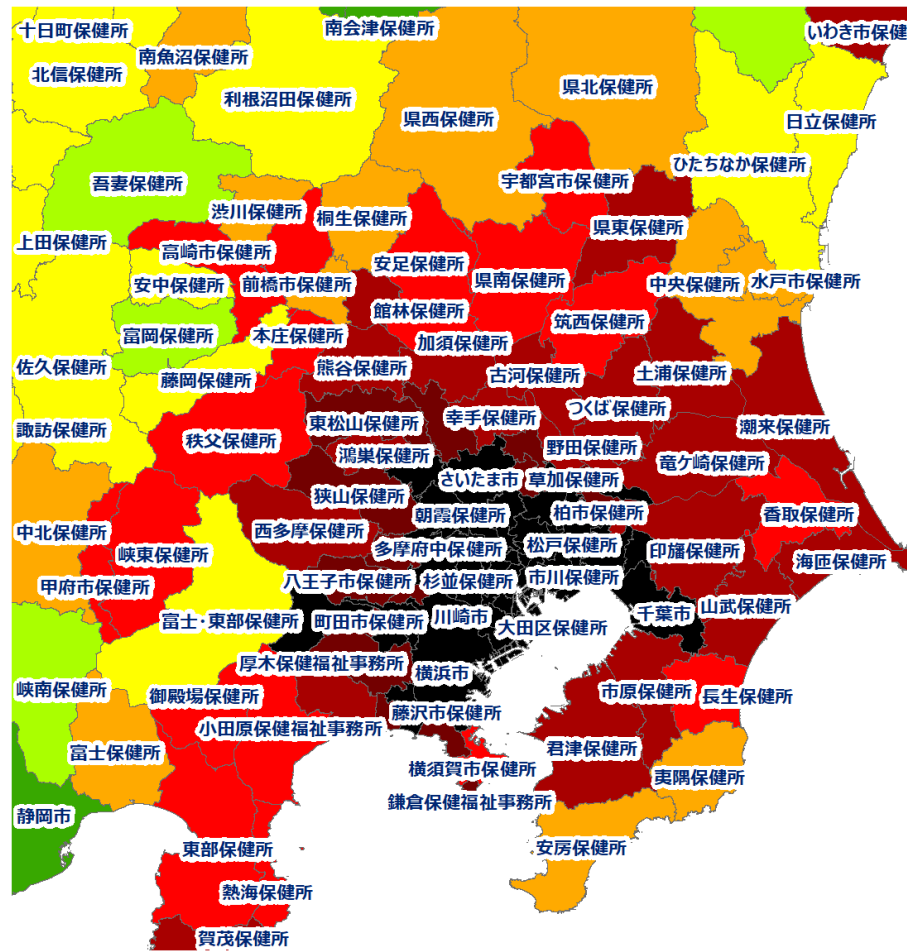 十日町保健所
南会津保健所
いわき市保健
南魚沼保健所
北信保健所
利根沼田保健所
県北保健所
県西保健所
日立保健所
ひたちなか保健所
吾妻保健所
宇都宮市保健所
渋川保健所
桐生保健所
県東保健所
上田保健所
高崎市保健所
安足保健所
安中保健所
前橋市保健所
県南保健所
中央保健所
水戸市保健所
館林保健所
筑西保健所
富岡保健所
本庄保健所
加須保健所
佐久保健所
熊谷保健所
古河保健所
土浦保健所
藤岡保健所
つくば保健所
東松山保健所
幸手保健所
諏訪保健所
潮来保健所
秩父保健所
野田保健所
鴻巣保健所
竜ケ崎保健所
さいたま市
草加保健所
狭山保健所
朝霞保健所
柏市保健所
香取保健所
中北保健所
西多摩保健所
峡東保健所
多摩府中保健所
松戸保健所
印旛保健所
海匝保健所
甲府市保健所
八王子市保健所
杉並保健所
市川保健所
山武保健所
富士・東部保健所
町田市保健所
川崎市
大田区保健所
千葉市
厚木保健福祉事務所
横浜市
峡南保健所
御殿場保健所
市原保健所
長生保健所
藤沢市保健所
小田原保健福祉事務所
富士保健所
君津保健所
横須賀市保健所
夷隅保健所
鎌倉保健福祉事務所
静岡市
東部保健所
安房保健所
熱海保健所
賀茂保健所